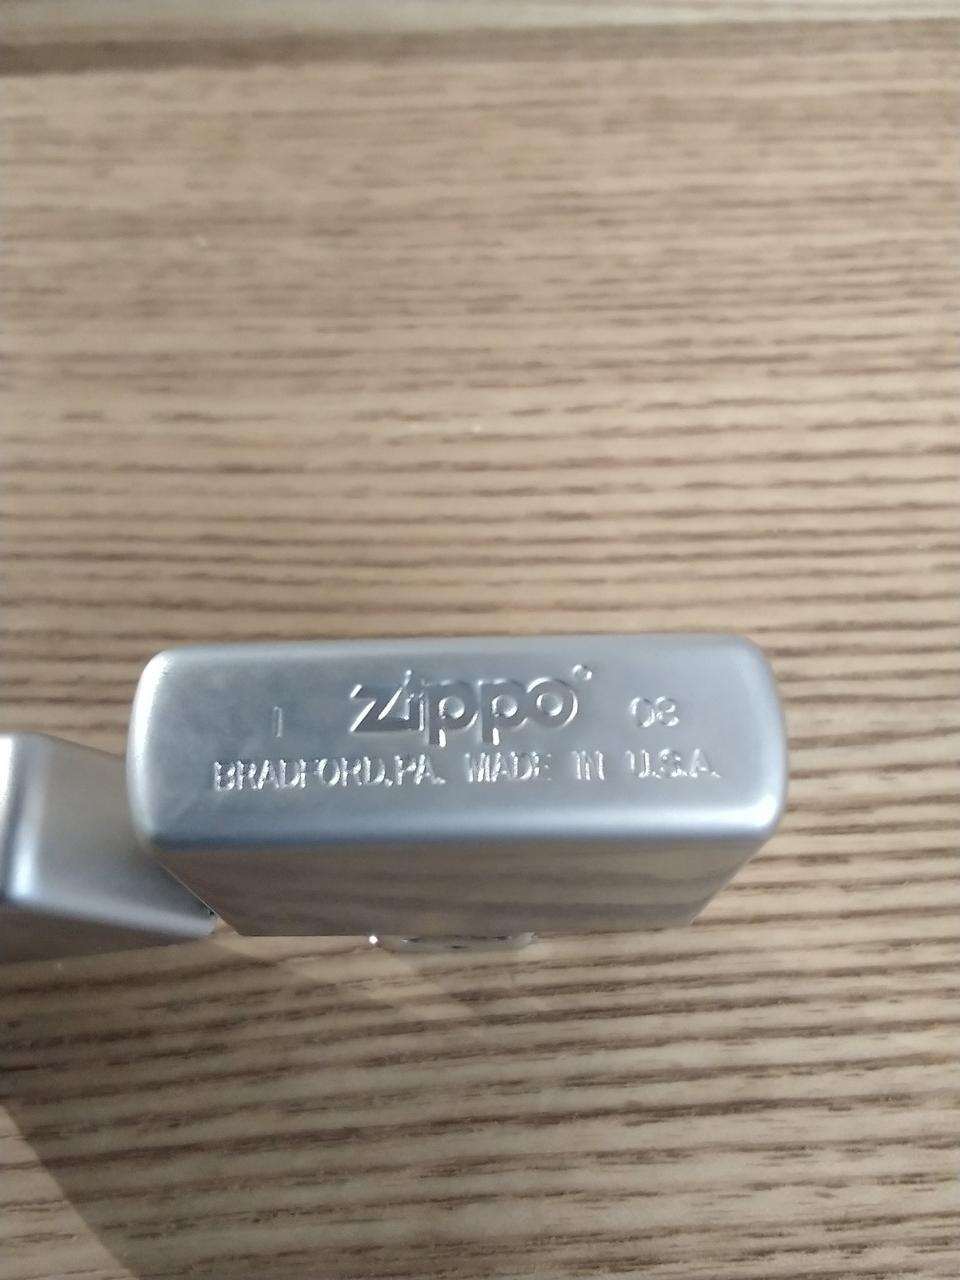 I zippo® 08
BRADFORD,PA. MADE IN U.S.A.